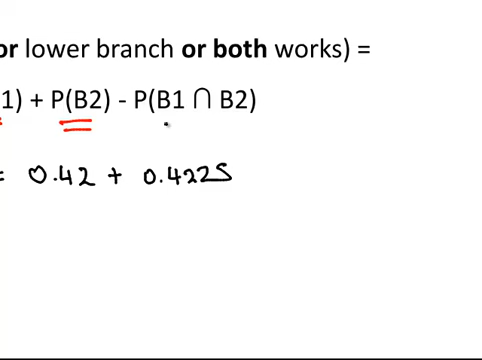 or lower branch or both works) =
1) + P(B2) - P(B1 ∩ B2)
= 0.42 + 0.4225